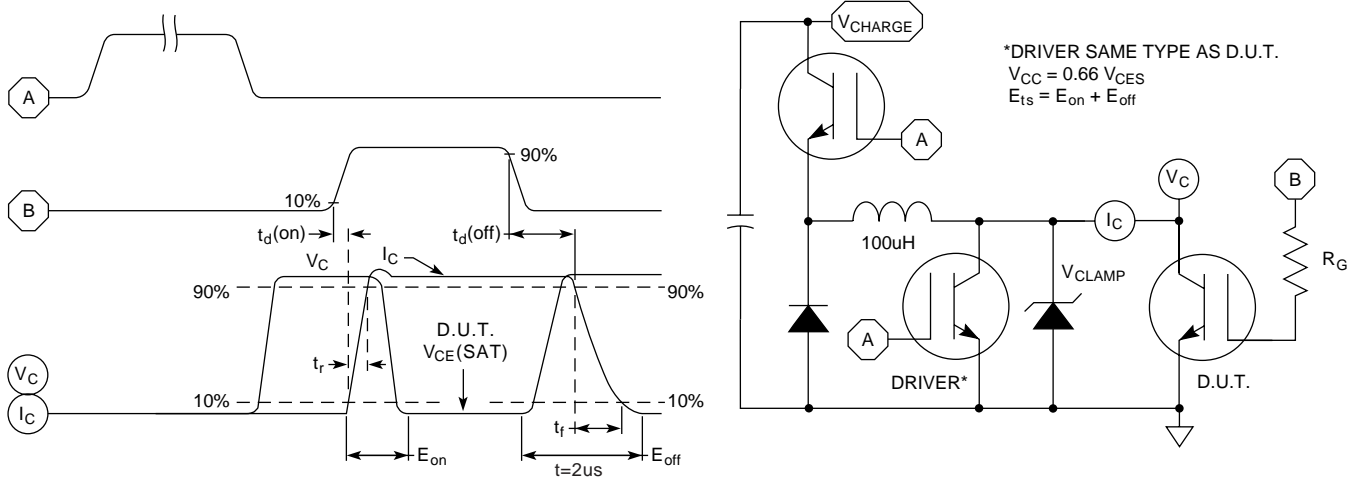 A
B
10%
90%
t_d(on)
t_d(off)
V_C
I_C
90%
90%
D.U.T.
V_CE(SAT)
t_r
V_C
I_C
10%
10%
t_f
E_on
t=2us
E_off
V_CHARGE
*DRIVER SAME TYPE AS D.U.T.
V_CC = 0.66 V_CES
E_ts = E_on + E_off
A
V_C
B
I_C
100uH
R_G
V_CLAMP
A
DRIVER*
D.U.T.